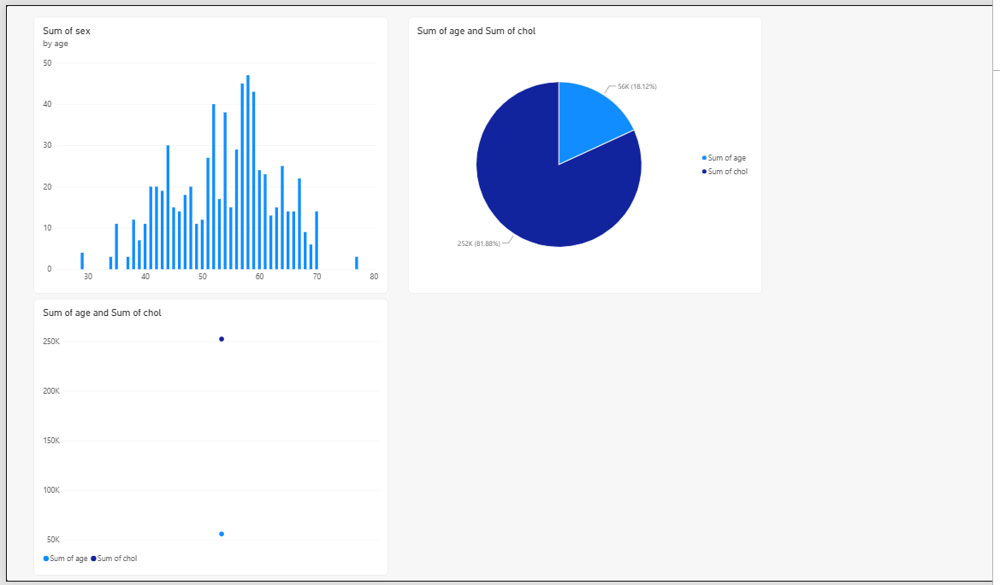 Sum of sex
by age
50
40
30
20
10
0
30 40 50 60 70 80
Sum of age and Sum of chol
56K (18.12%)
252K (81.88%)
Sum of age
Sum of chol
Sum of age and Sum of chol
250K
200K
150K
100K
50K
Sum of age Sum of chol